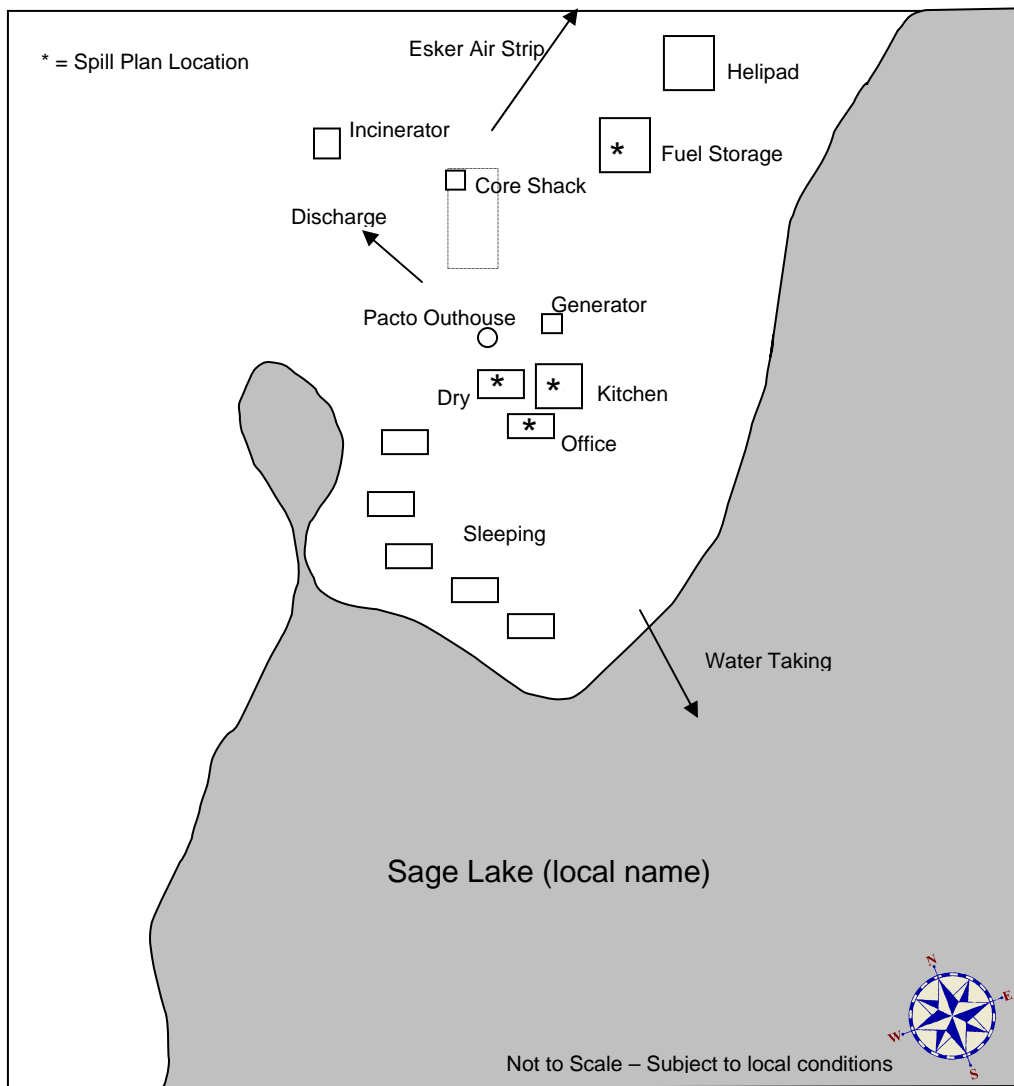 * = Spill Plan Location
Esker Air Strip
Helipad
Incinerator
* Fuel Storage
Core Shack
Discharge
Generator
Pacto Outhouse
*
*
Dry
Kitchen
*
Office
Sleeping
Water Taking
Sage Lake (local name)
N
E
W
S
Not to Scale – Subject to local conditions